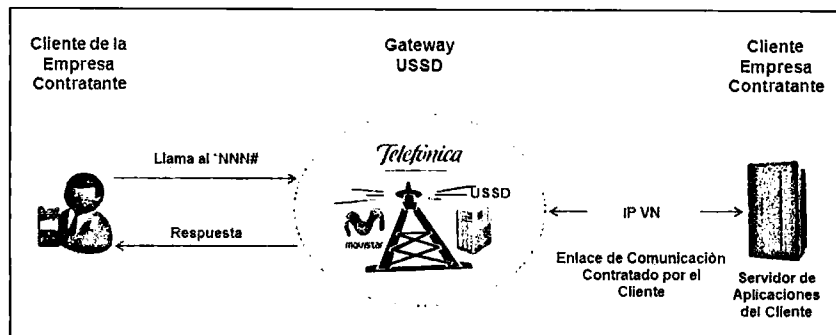 Cliente de la
Empresa
Contratante
Gateway
USSD
Cliente
Empresa
Contratante
Llama al *NNN#
Respuesta
Telefónica
USSD
movistar
IP VN
Enlace de Comunicación
Contratado por el
Cliente
Servidor de
Aplicaciones
del Cliente